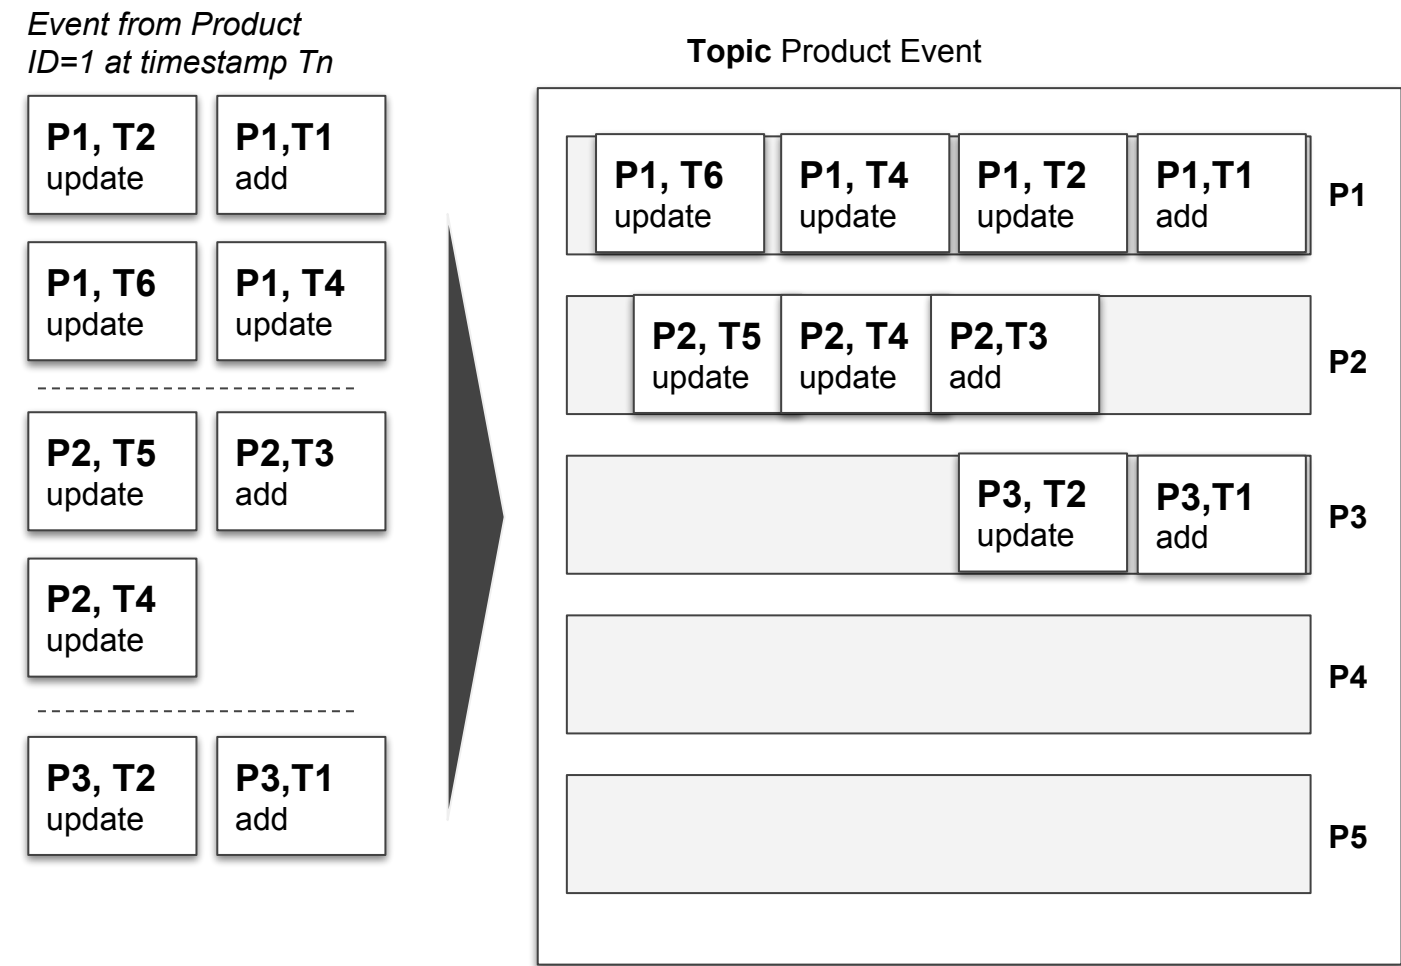 Event from Product
ID=1 at timestamp Tn
P1, T2
update
P1,T1
add
P1, T6
update
P1, T4
update
P2, T5
update
P2,T3
add
P2, T4
update
P3, T2
update
P3,T1
add
Topic Product Event
P1, T6
update
P1, T4
update
P1, T2
update
P1,T1
add
P1
P2, T5
update
P2, T4
update
P2,T3
add
P2
P3, T2
update
P3,T1
add
P3
P4
P5